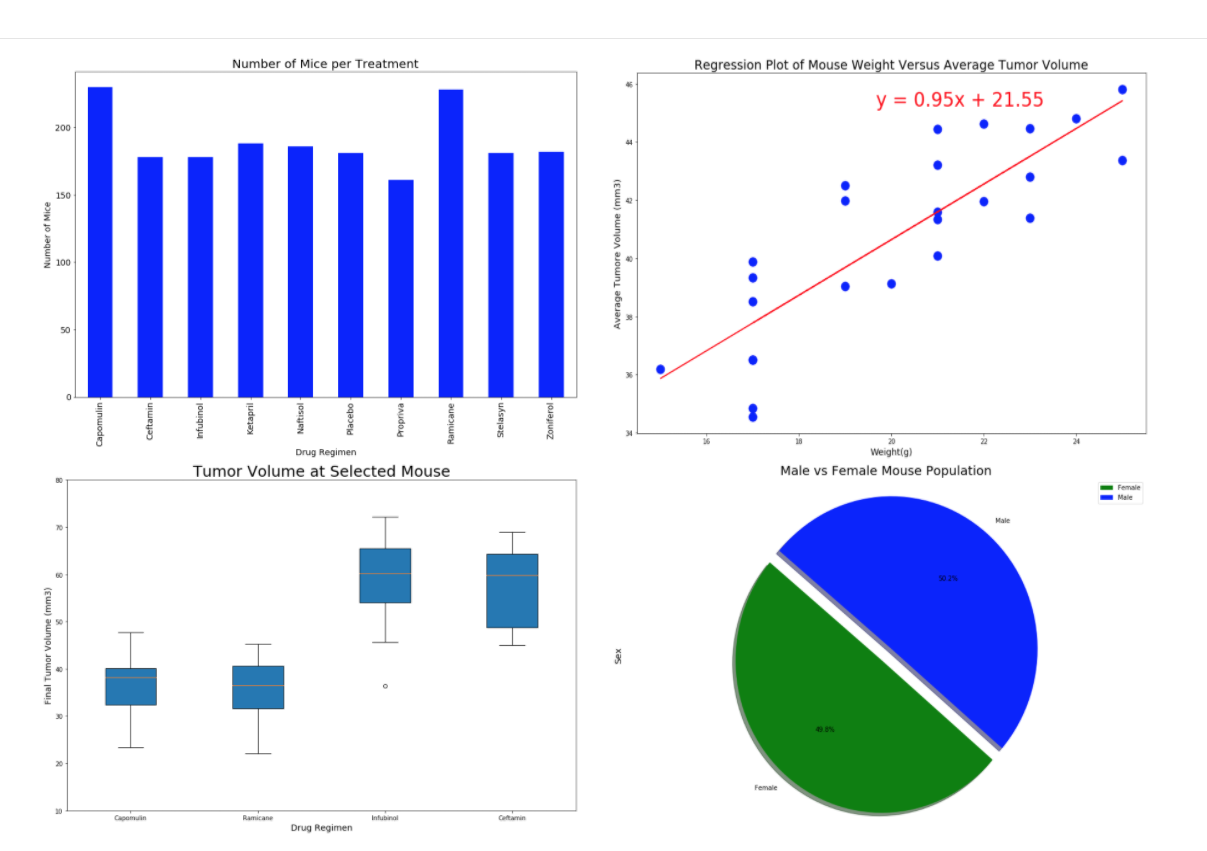 Number of Mice per Treatment
200
150
100
50
0
Number of Mice
Capomulin
Ceftamin
Infubinol
Ketapril
Naftisol
Placebo
Propriva
Ramicane
Stelasyn
Zoniferol
Drug Regimen
Regression Plot of Mouse Weight Versus Average Tumor Volume
y = 0.95x + 21.55
46
44
42
40
38
36
34
Average Tumore Volume (mm3)
16 18 20 22 24
Weight(g)
Tumor Volume at Selected Mouse
80
70
60
50
40
30
20
10
Final Tumor Volume (mm3)
Capomulin Ramicane Infubinol Ceftamin
Drug Regimen
Male vs Female Mouse Population
Female
Male
Male
50.2%
Sex
49.8%
Female